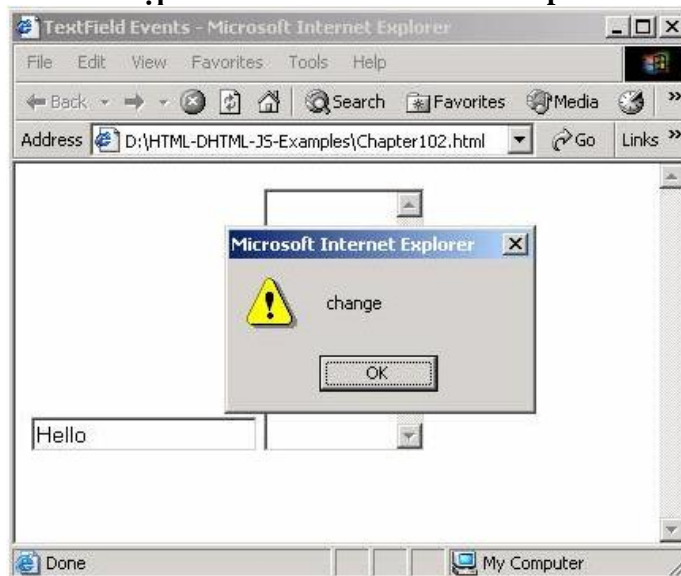 TextField Events - Microsoft Internet Explorer
File Edit View Favorites Tools Help
Back Search Favorites Media »
Address D:\HTML-DHTML-JS-Examples\Chapter102.html Go Links »
Microsoft Internet Explorer
change
OK
Hello
Done My Computer